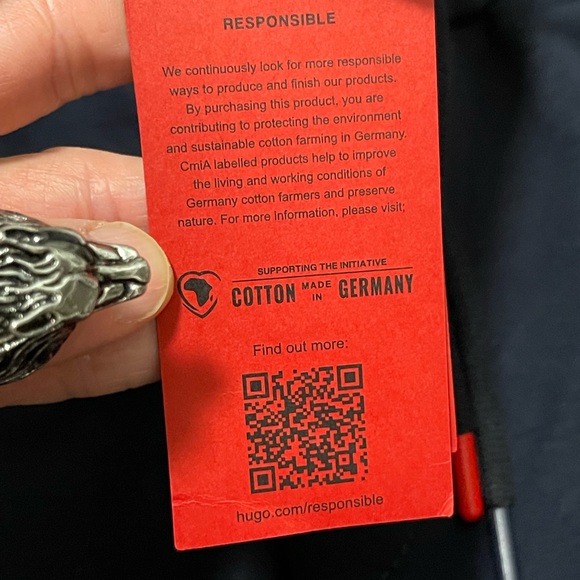 RESPONSIBLE
We continuously look for more responsible
ways to produce and finish our products.
By purchasing this product, you are
contributing to protecting the environment
and sustainable cotton farming in Germany.
CmiA labelled products help to improve
the living and working conditions of
Germany cotton farmers and preserve
nature. For more information, please visit;
SUPPORTING THE INITIATIVE
COTTON MADE IN GERMANY
Find out more:
hugo.com/responsible